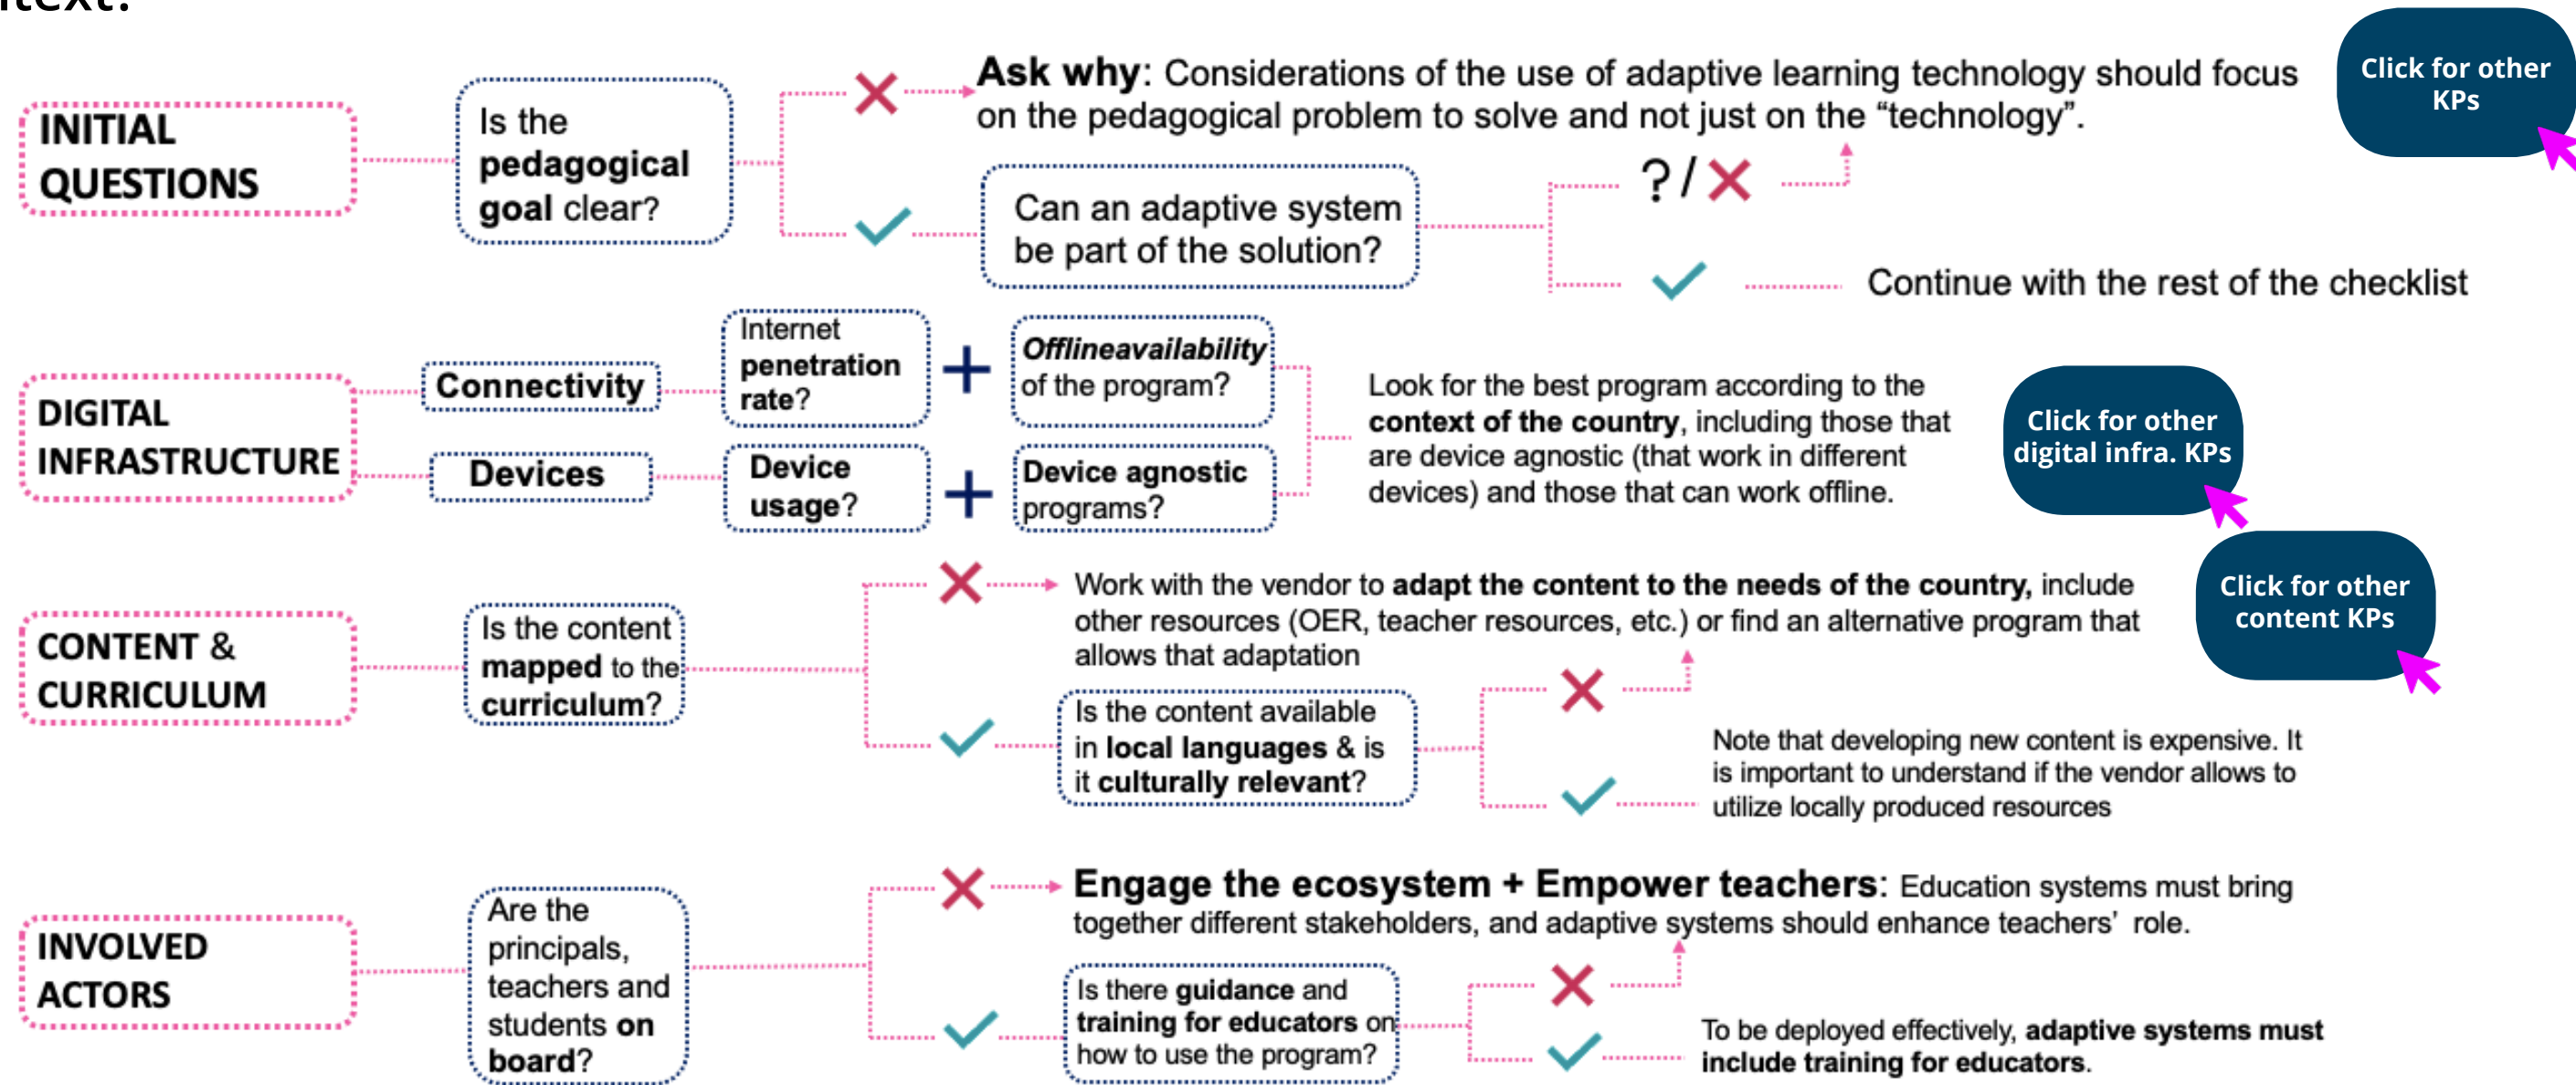 INITIAL
QUESTIONS
Is the
pedagogical
goal clear?
Ask why: Considerations of the use of adaptive learning technology should focus
on the pedagogical problem to solve and not just on the “technology”.
Can an adaptive system
be part of the solution?
?/
Continue with the rest of the checklist
Click for other
KPs
DIGITAL
INFRASTRUCTURE
Connectivity
Internet
penetration
rate?
+
Offlineavailability
of the program?
Devices
Device
usage?
+
Device agnostic
programs?
Look for the best program according to the
context of the country, including those that
are device agnostic (that work in different
devices) and those that can work offline.
Click for other
digital infra. KPs
CONTENT &
CURRICULUM
Is the content
mapped to the
curriculum?
Work with the vendor to adapt the content to the needs of the country, include
other resources (OER, teacher resources, etc.) or find an alternative program that
allows that adaptation
Is the content available
in local languages & is
it culturally relevant?
Note that developing new content is expensive. It
is important to understand if the vendor allows to
utilize locally produced resources
Click for other
content KPs
INVOLVED
ACTORS
Are the
principals,
teachers and
students on
board?
Engage the ecosystem + Empower teachers: Education systems must bring
together different stakeholders, and adaptive systems should enhance teachers’ role.
Is there guidance and
training for educators on
how to use the program?
To be deployed effectively, adaptive systems must
include training for educators.